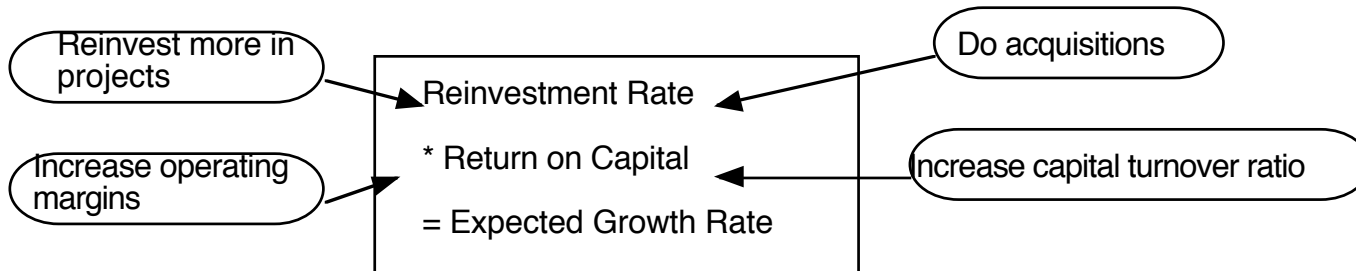 Reinvest more in
projects
Do acquisitions
Reinvestment Rate
* Return on Capital
= Expected Growth Rate
Increase operating
margins
Increase capital turnover ratio